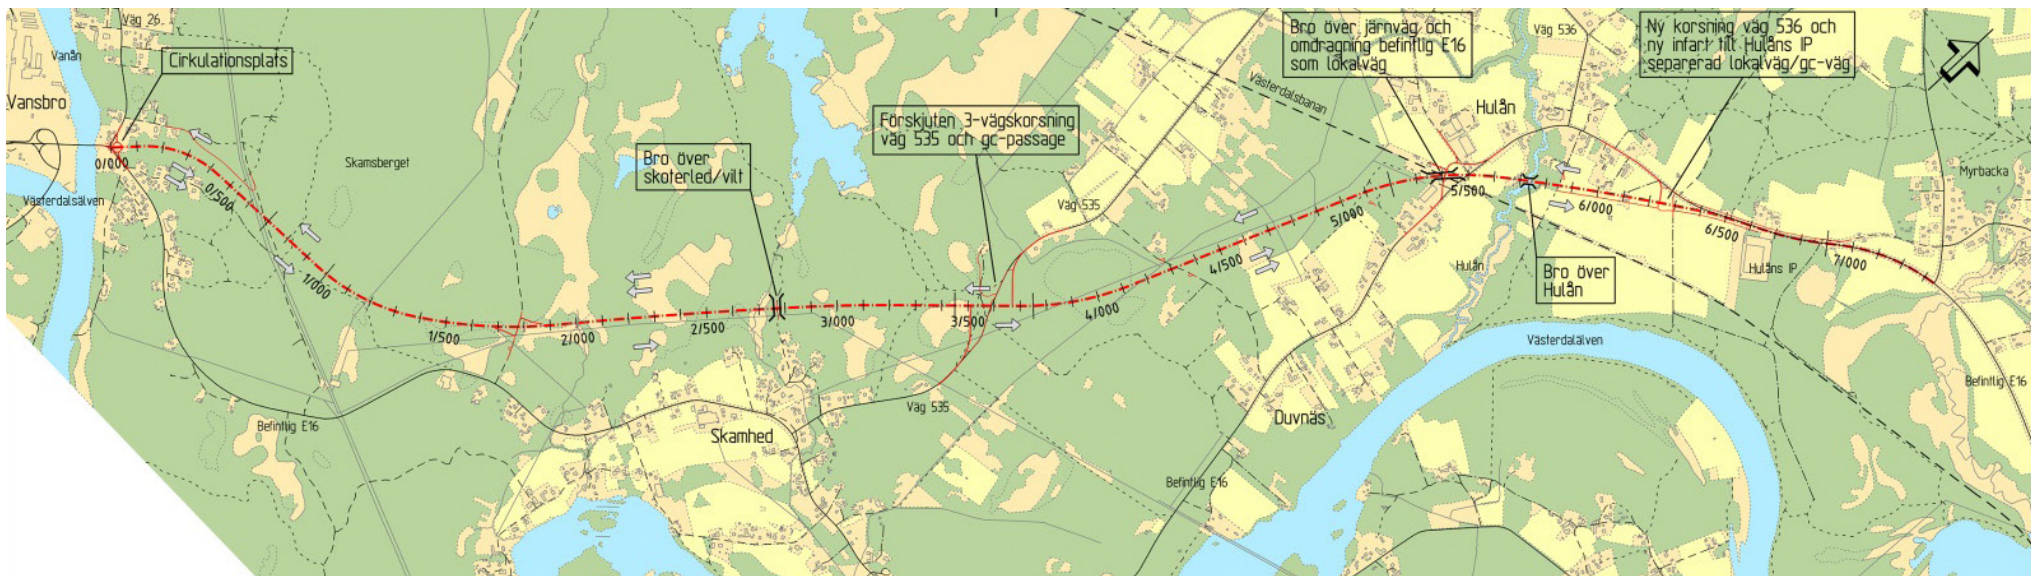 Väg 26
Vanån
Cirkulationsplats
Vansbro
0/000
Västerdalsälven
0/500
Skamsberget
1/000
Befintlig E16
1/500
2/000
Bro över
skoterled/vilt
2/500
Skamhed
3/000
Förskjuten 3-vägskorsning
väg 535 och gc-passage
3/500
Väg 535
Väg 535
4/000
4/500
Befintlig E16
5/000
Västerdalsbanan
Bro över järnväg och
omdragning befintlig E16
som lokalväg
Duvnäs
5/500
Hulån
Hulån
Väg 536
Bro över
Hulån
Västerdalälven
6/000
Ny korsning väg 536 och
ny infart till Hulåns IP
separerad lokalväg/gc-väg
6/500
Hulåns IP
7/000
Myrbacka
Befintlig E16